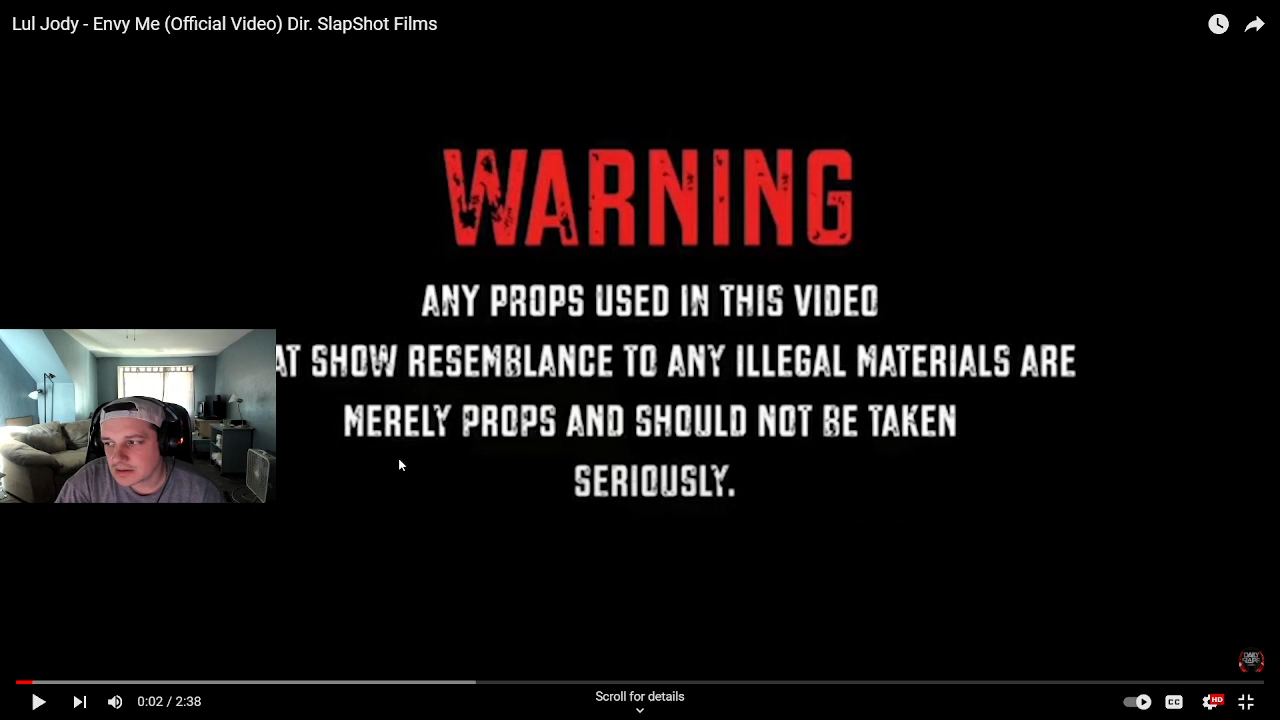 Lul Jody - Envy Me (Official Video) Dir. SlapShot Films
WARNING
ANY PROPS USED IN THIS VIDEO
AT SHOW RESEMBLANCE TO ANY ILLEGAL MATERIALS ARE
MERELY PROPS AND SHOULD NOT BE TAKEN
SERIOUSLY.
0:02 / 2:38
Scroll for details
CC
HD